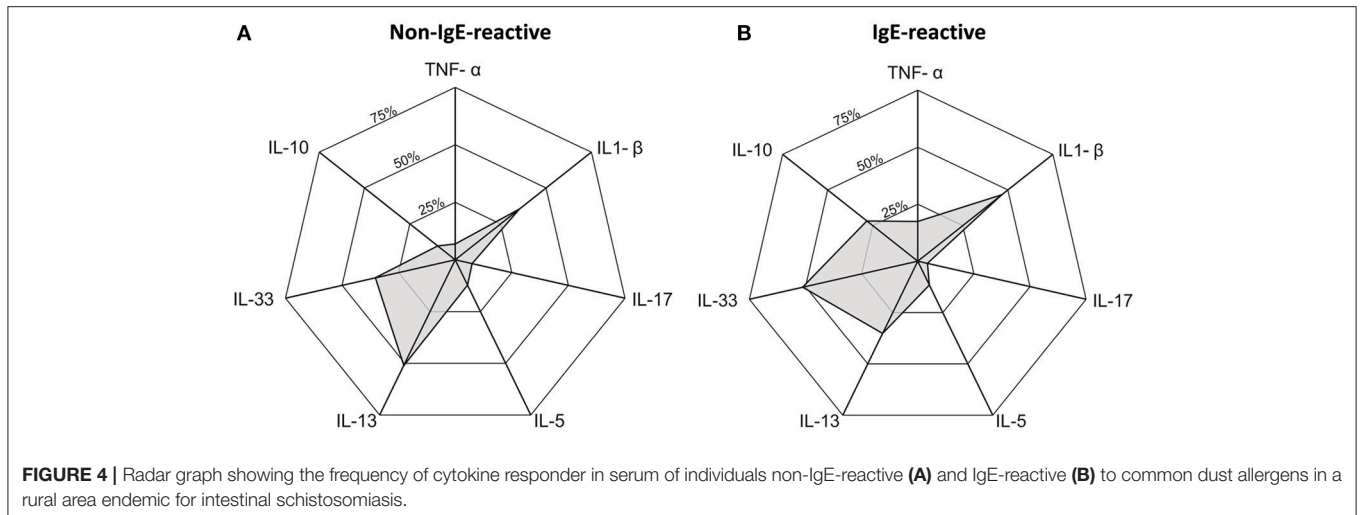 A
Non-IgE-reactive
TNF- α
75%
50%
25%
IL-10
IL1- β
IL-33
IL-17
IL-13
IL-5
B
IgE-reactive
TNF- α
75%
50%
25%
IL-10
IL1- β
IL-33
IL-17
IL-13
IL-5
FIGURE 4 | Radar graph showing the frequency of cytokine responder in serum of individuals non-IgE-reactive (A) and IgE-reactive (B) to common dust allergens in a
rural area endemic for intestinal schistosomiasis.